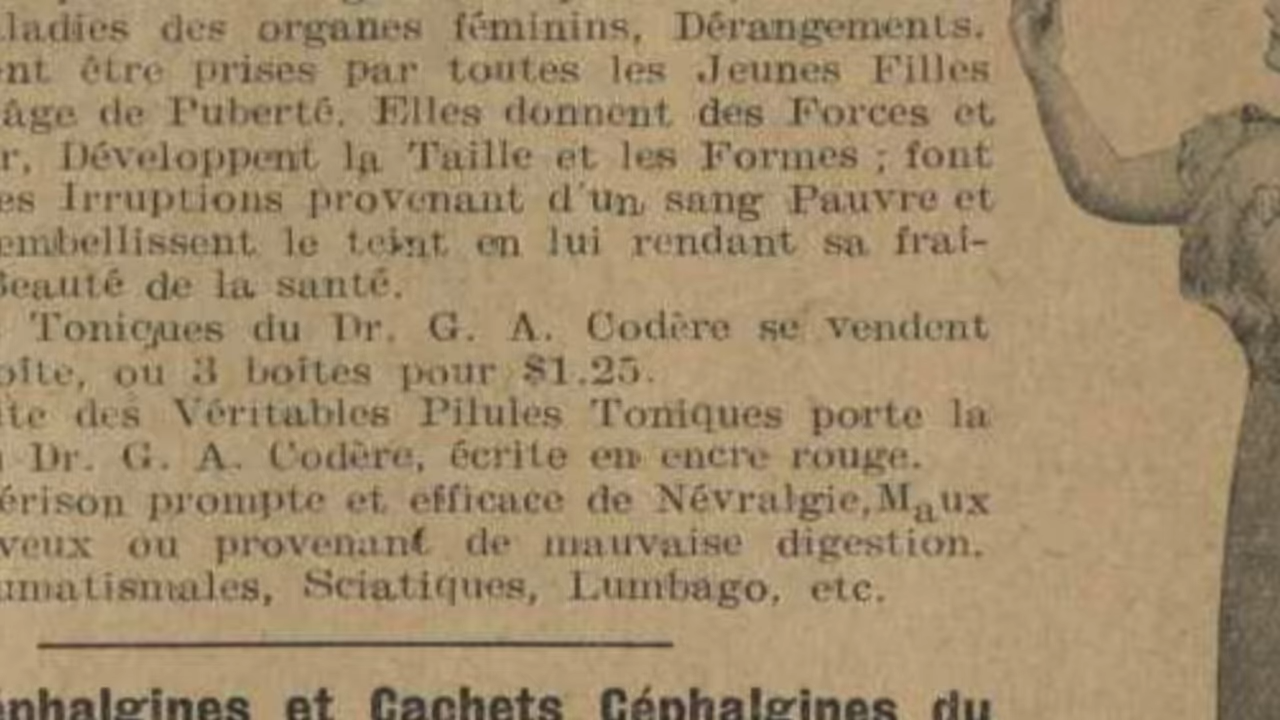 ladies des organes féminins, Dérangements.
ent être prises par toutes les Jeunes Filles
âge de Puberté. Elles donnent des Forces et
r, Développent la Taille et les Formes ; font
es Irruptions provenant d'un sang Pauvre et
embellissent le teint en lui rendant sa fraî-
Beauté de la santé.
Toniques du Dr. G. A. Codère se vendent
oîte, ou 3 boîtes pour $1.25.
ite des Véritables Pilules Toniques porte la
Dr. G. A. Codère, écrite en encre rouge.
érison prompte et efficace de Névralgie, Maux
veux ou provenant de mauvaise digestion.
umatismales, Sciatiques, Lumbago, etc.
éphalgines et Cachets Céphalgines du